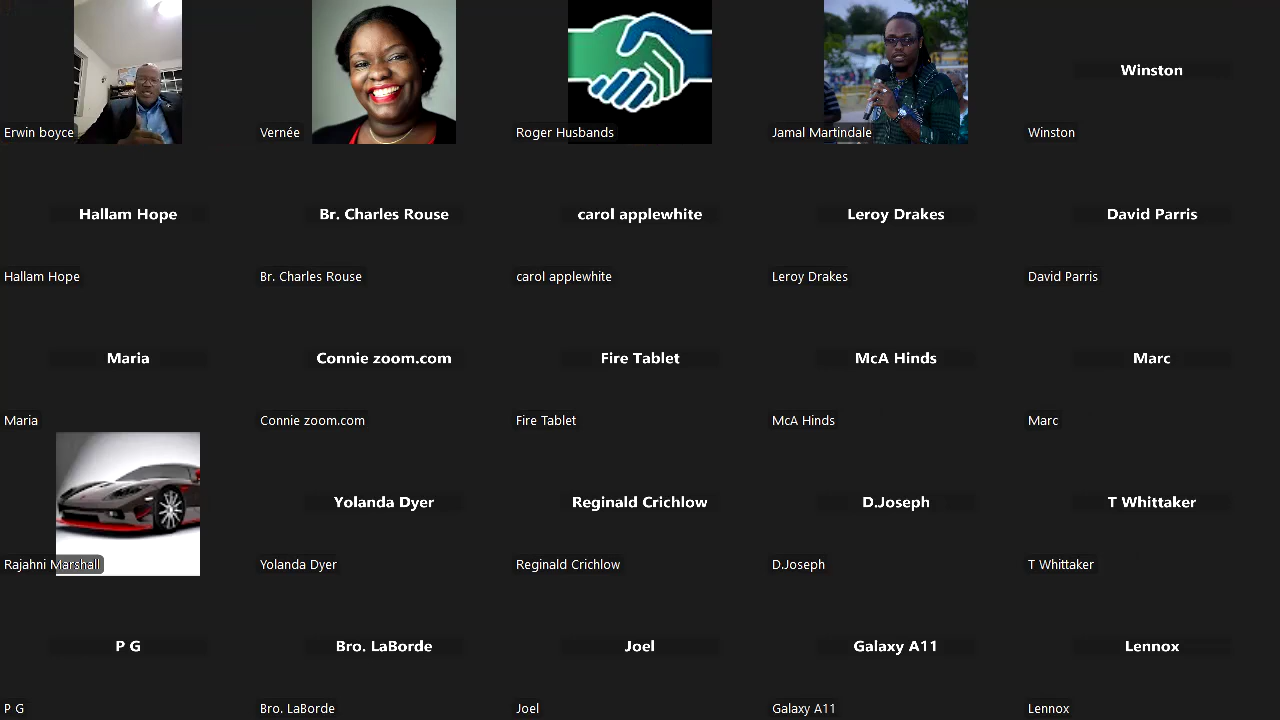 Erwin boyce
Vernée
Roger Husbands
Jamal Martindale
Winston
Winston
Hallam Hope
Hallam Hope
Br. Charles Rouse
Br. Charles Rouse
carol applewhite
carol applewhite
Leroy Drakes
Leroy Drakes
David Parris
David Parris
Maria
Maria
Connie zoom.com
Connie zoom.com
Fire Tablet
Fire Tablet
McA Hinds
McA Hinds
Marc
Marc
Rajahni Marshall
Yolanda Dyer
Yolanda Dyer
Reginald Crichlow
Reginald Crichlow
D.Joseph
D.Joseph
T Whittaker
T Whittaker
P G
P G
Bro. LaBorde
Bro. LaBorde
Joel
Joel
Galaxy A11
Galaxy A11
Lennox
Lennox